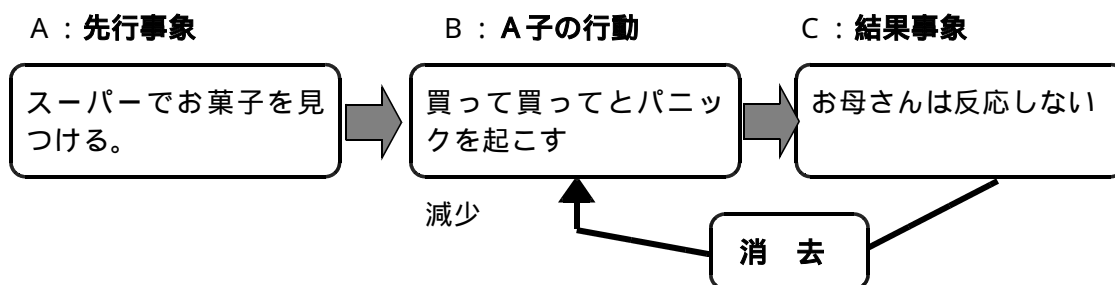 A：先行事象
B：A子の行動
C：結果事象
スーパーでお菓子を見
つける。
買って買ってとパニッ
クを起こす
お母さんは反応しない
減少
消　去